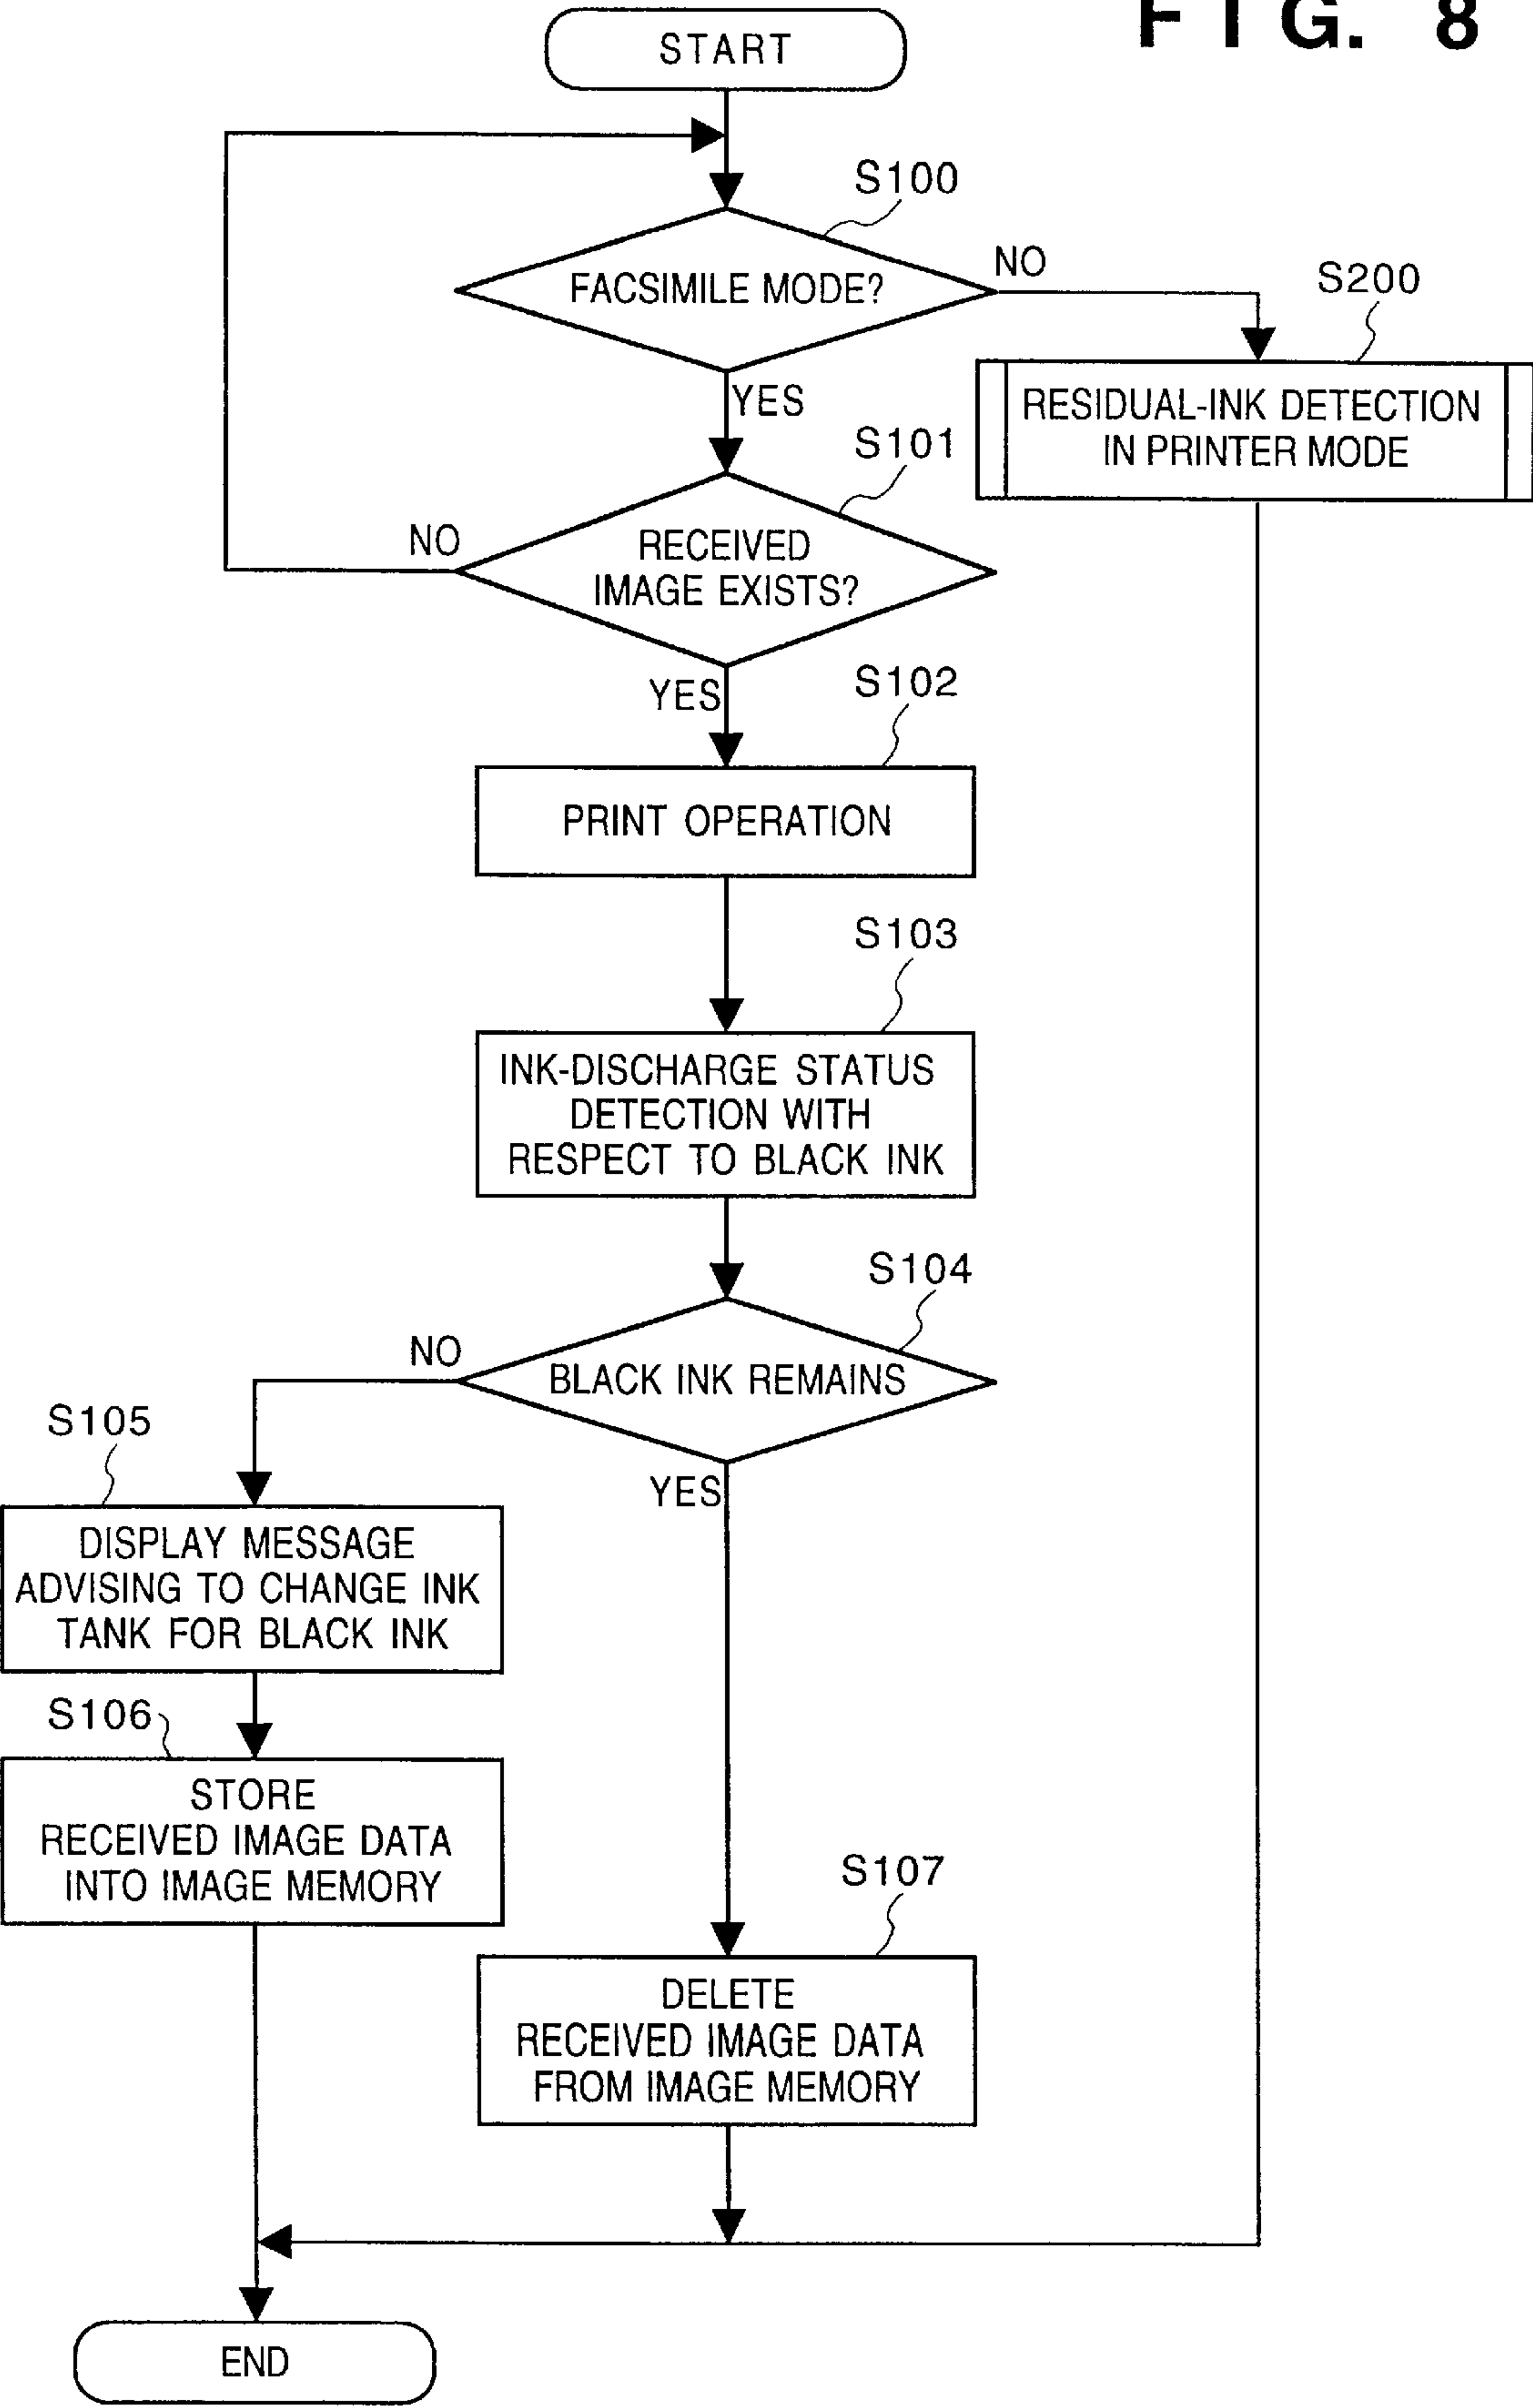 FIG. 8
START
S100
FACSIMILE MODE?
NO
S200
RESIDUAL-INK DETECTION
IN PRINTER MODE
YES
S101
NO
RECEIVED
IMAGE EXISTS?
YES
S102
PRINT OPERATION
S103
INK-DISCHARGE STATUS
DETECTION WITH
RESPECT TO BLACK INK
S104
NO
BLACK INK REMAINS
YES
S105
DISPLAY MESSAGE
ADVISING TO CHANGE INK
TANK FOR BLACK INK
S106
STORE
RECEIVED IMAGE DATA
INTO IMAGE MEMORY
S107
DELETE
RECEIVED IMAGE DATA
FROM IMAGE MEMORY
END